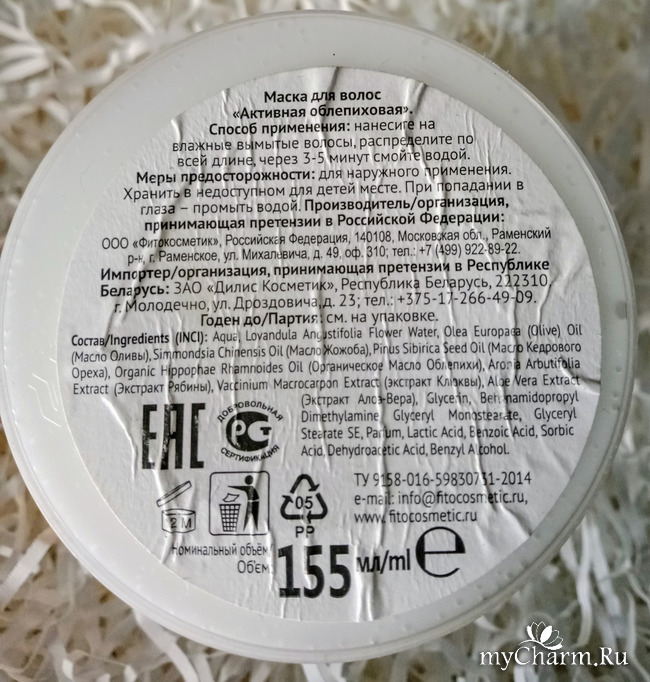 Маска для волос
«Активная облепиховая».
Способ применения: нанесите на
влажные вымытые волосы, распределите по
всей длине, через 3-5 минут смойте водой.
Меры предосторожности: для наружного применения.
Хранить в недоступном для детей месте. При попадании в
глаза – промыть водой. Производитель/организация,
принимающая претензии в Российской Федерации:
ООО «Фитокосметик», Российская Федерация, 140108, Московская обл., Раменский
р-н, г. Раменское, ул. Михалевича, д. 49, оф. 310; тел.: +7 (499) 922-89-22.
Импортер/организация, принимающая претензии в Республике
Беларусь: ЗАО «Дилис Косметик», Республика Беларусь, 222310,
г. Молодечно, ул. Дроздовича,д. 23; тел.: +375-17-266-49-09.
Годен до/Партия: см. на упаковке.
Состав/Ingredients (INCI): Aqua, Lavandula Angustifolia Flower Water, Olea Europaea (Olive) Oil
(Масло Оливы), Simmondsia Chinensis Oil (Масло Жожоба), Pinus Sibirica Seed Oil (Масло Кедрового
Ореха), Organic Hippophae Rhamnoides Oil (Органическое Масло Облепихи), Aronia Arbutifolia
Extract (Экстракт Рябины), Vaccinium Macrocarpon Extract (экстракт Клюквы), Aloe Vera Extract
(Экстракт Алоэ-Вера), Glycerin, Behenamidopropyl
Dimethylamine Glyceryl Monostearate, Glyceryl
Stearate SE, Parfum, Lactic Acid, Benzoic Acid, Sorbic
Acid, Dehydroacetic Acid, Benzyl Alcohol.
EAC
ДОБРОВОЛЬНАЯ
РСТ
СЕРТИФИКАЦИЯ
ТУ 9158-016-59830731-2014
e-mail: info@fitocosmetic.ru,
www.fitocosmetic.ru
12 М
05
PP
Номинальный объем/
Об'ём
155 мл/ml e
myCharm.Ru